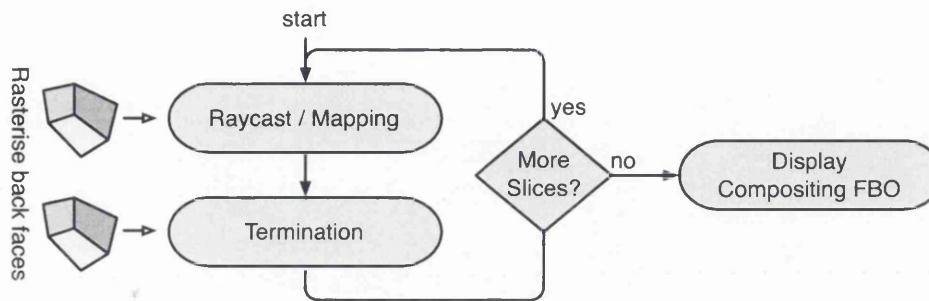 start
Rasterise back faces
Raycast / Mapping
Termination
yes
More
Slices?
no
Display
Compositing FBO